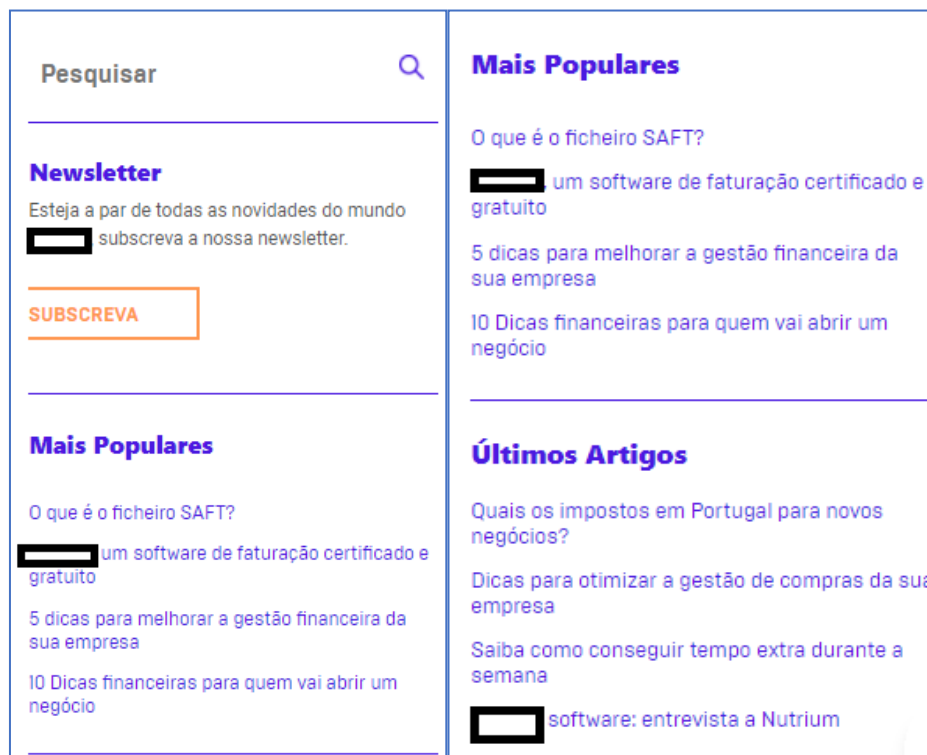 Pesquisar
Newsletter
Esteja a par de todas as novidades do mundo
, subscreva a nossa newsletter.
SUBSCREVA
Mais Populares
O que é o ficheiro SAFT?
um software de faturação certificado e
gratuito
5 dicas para melhorar a gestão financeira da
sua empresa
10 Dicas financeiras para quem vai abrir um
negócio
Mais Populares
O que é o ficheiro SAFT?
, um software de faturação certificado e
gratuito
5 dicas para melhorar a gestão financeira da
sua empresa
10 Dicas financeiras para quem vai abrir um
negócio
Últimos Artigos
Quais os impostos em Portugal para novos
negócios?
Dicas para otimizar a gestão de compras da sua
empresa
Saiba como conseguir tempo extra durante a
semana
software: entrevista a Nutrium